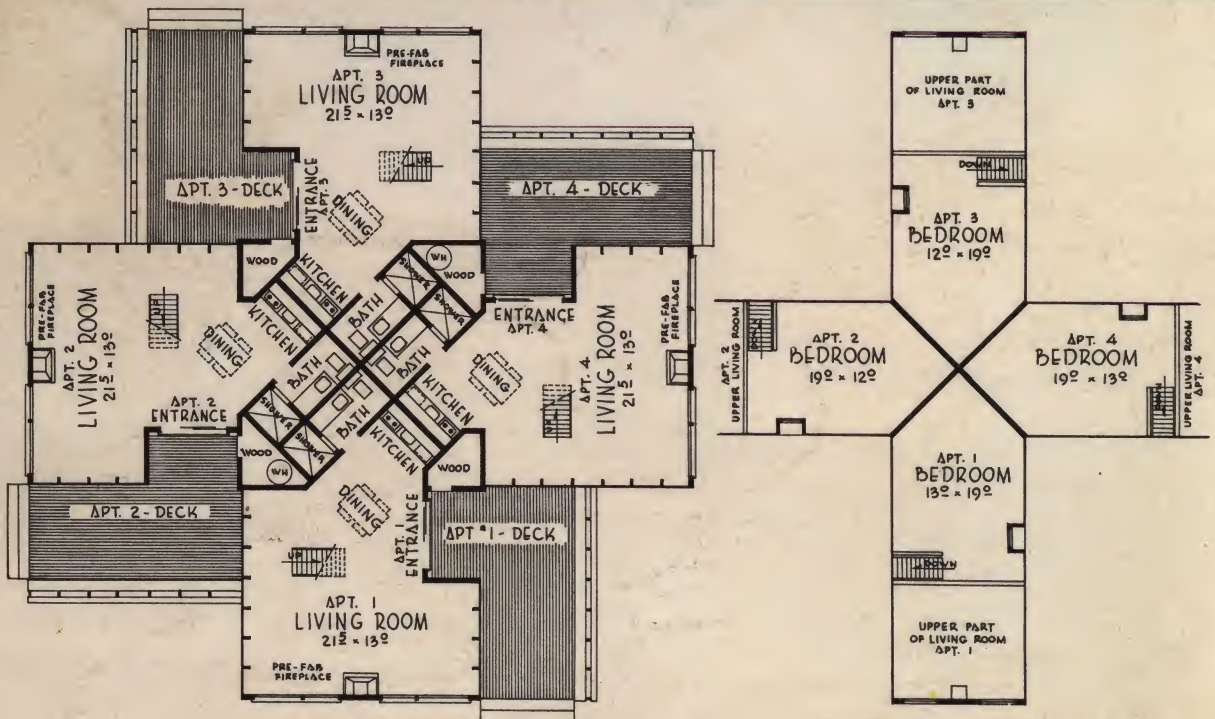 PRE-FAB
FIREPLACE
APT. 3
LIVING ROOM
21⁵ × 13⁰
UP
APT. 3 - DECK
ENTRANCE
APT. 3
DINING
WOOD
KITCHEN
SHOWER
BATH
APT. 4 - DECK
WH
WOOD
SHOWER
BATH
ENTRANCE
APT. 4
PRE-FAB
FIREPLACE
APT. 4
LIVING ROOM
21⁵ × 13⁰
DINING
KITCHEN
UP
PRE-FAB
FIREPLACE
APT. 2
LIVING ROOM
21⁵ × 13⁰
UP
DINING
KITCHEN
BATH
SHOWER
APT. 2
ENTRANCE
WOOD
WH
APT. 2 - DECK
SHOWER
BATH
KITCHEN
WOOD
DINING
APT. 1
ENTRANCE
APT #1 - DECK
UP
APT. 1
LIVING ROOM
21⁵ × 13⁰
PRE-FAB
FIREPLACE
UPPER PART
OF LIVING ROOM
APT. 3
DOWN
APT. 3
BEDROOM
12⁰ × 19⁰
APT. 2
UPPER LIVING ROOM
DOWN
APT. 2
BEDROOM
19⁰ × 12⁰
APT. 4
BEDROOM
19⁰ × 13⁰
DOWN
UPPER LIVING ROOM
APT. 4
APT. 1
BEDROOM
13⁰ × 19⁰
DOWN
UPPER PART
OF LIVING ROOM
APT. 1